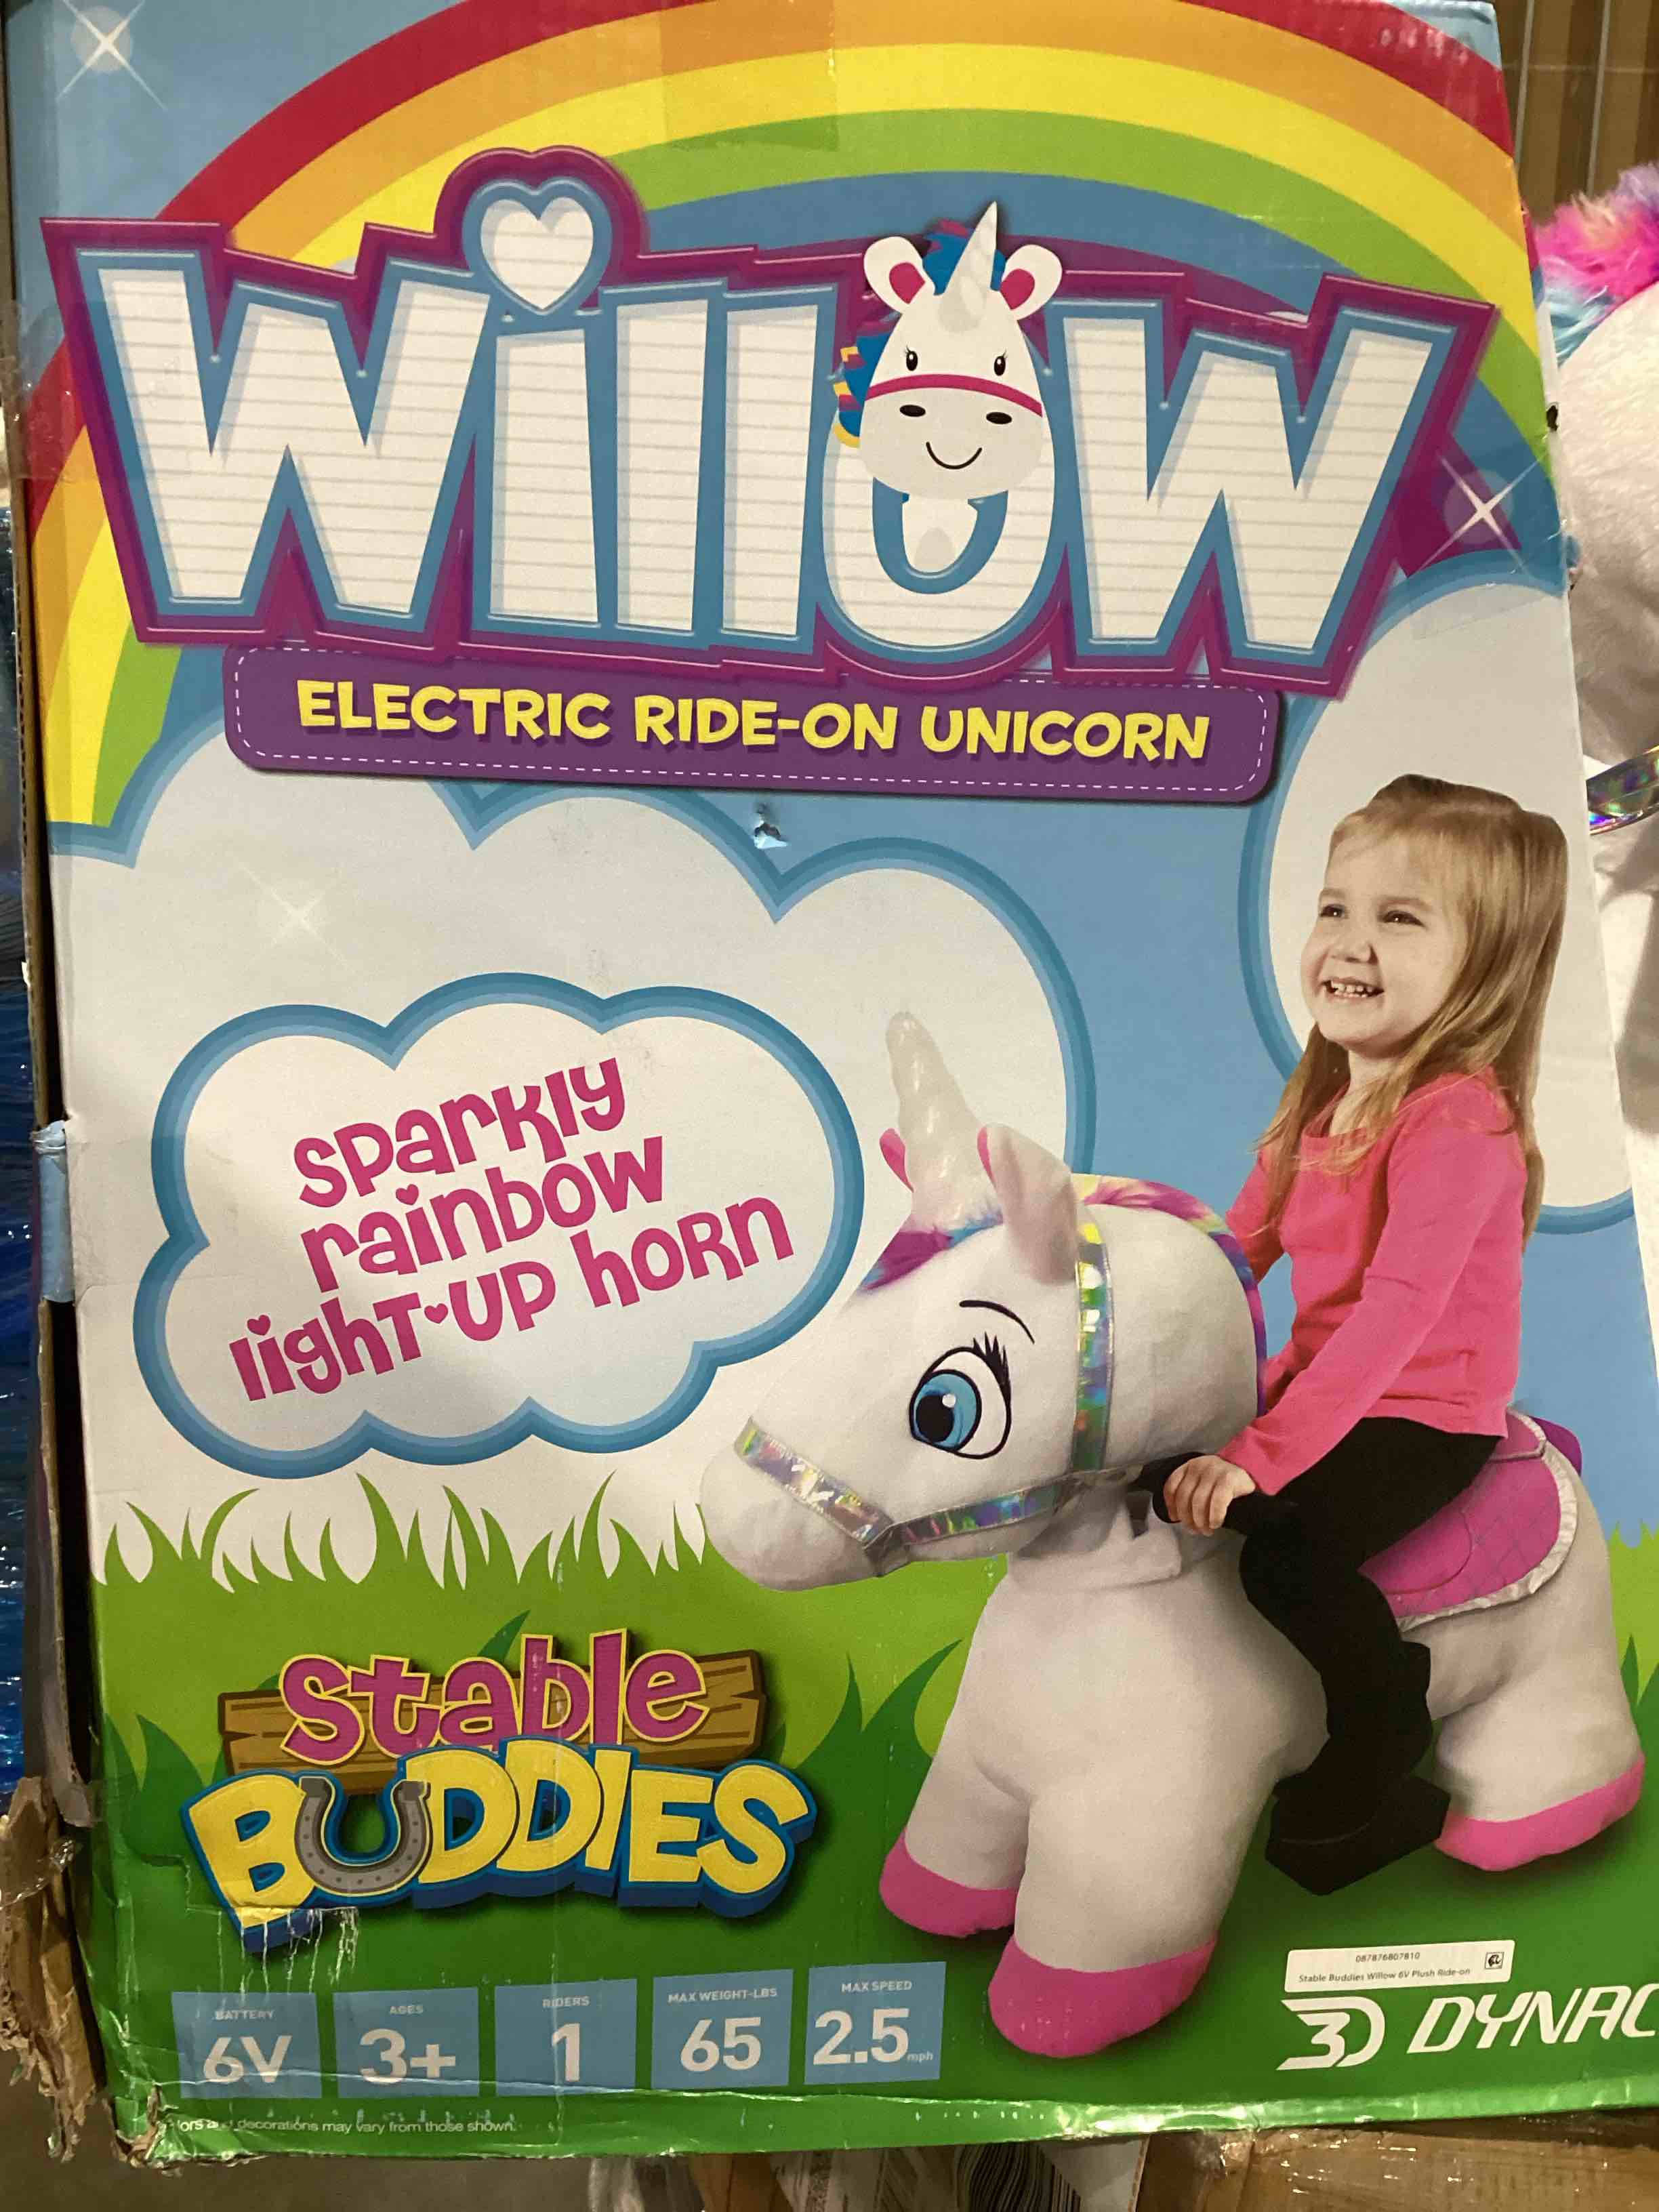 Willow
ELECTRIC RIDE-ON UNICORN
sparkly
rainbow
light-up horn
Stable
BUDDIES
087876807810
Stable Buddies Willow 6V Plush Ride-on
BATTERY
6V
AGES
3+
RIDERS
1
MAX WEIGHT-LBS
65
MAX SPEED
2.5 mph
3D DYNAC
decorations may vary from those shown.